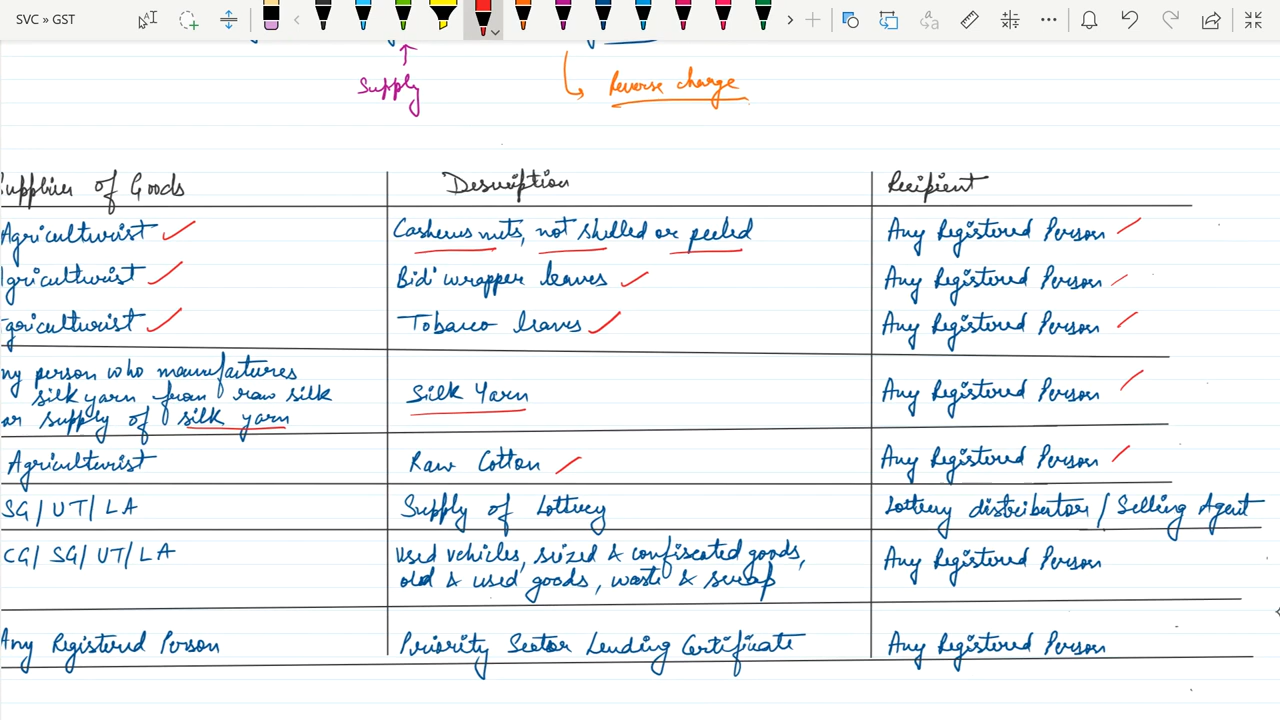 SVC > GST
Supply
Reverse charge
Supplier of Goods Description Recipient
Agriculturist Cashews nuts, not shelled or peeled Any Registered Person
griculturist Bidi wrapper leaves Any Registered Person
griculturist Tobacco leaves Any Registered Person
ny person who manufactures
silk yarn from raw silk
or supply of silk yarn
Silk Yarn Any Registered Person
Agriculturist Raw Cotton Any Registered Person
SG/ UT/ LA Supply of Lottery Lottery distributor / Selling Agent
CG/ SG/ UT/ LA Used vehicles, seized & confiscated goods,
old & used goods, waste & scrap
Any Registered Person
Any Registered Person Priority Sector Lending Certificate Any Registered Person